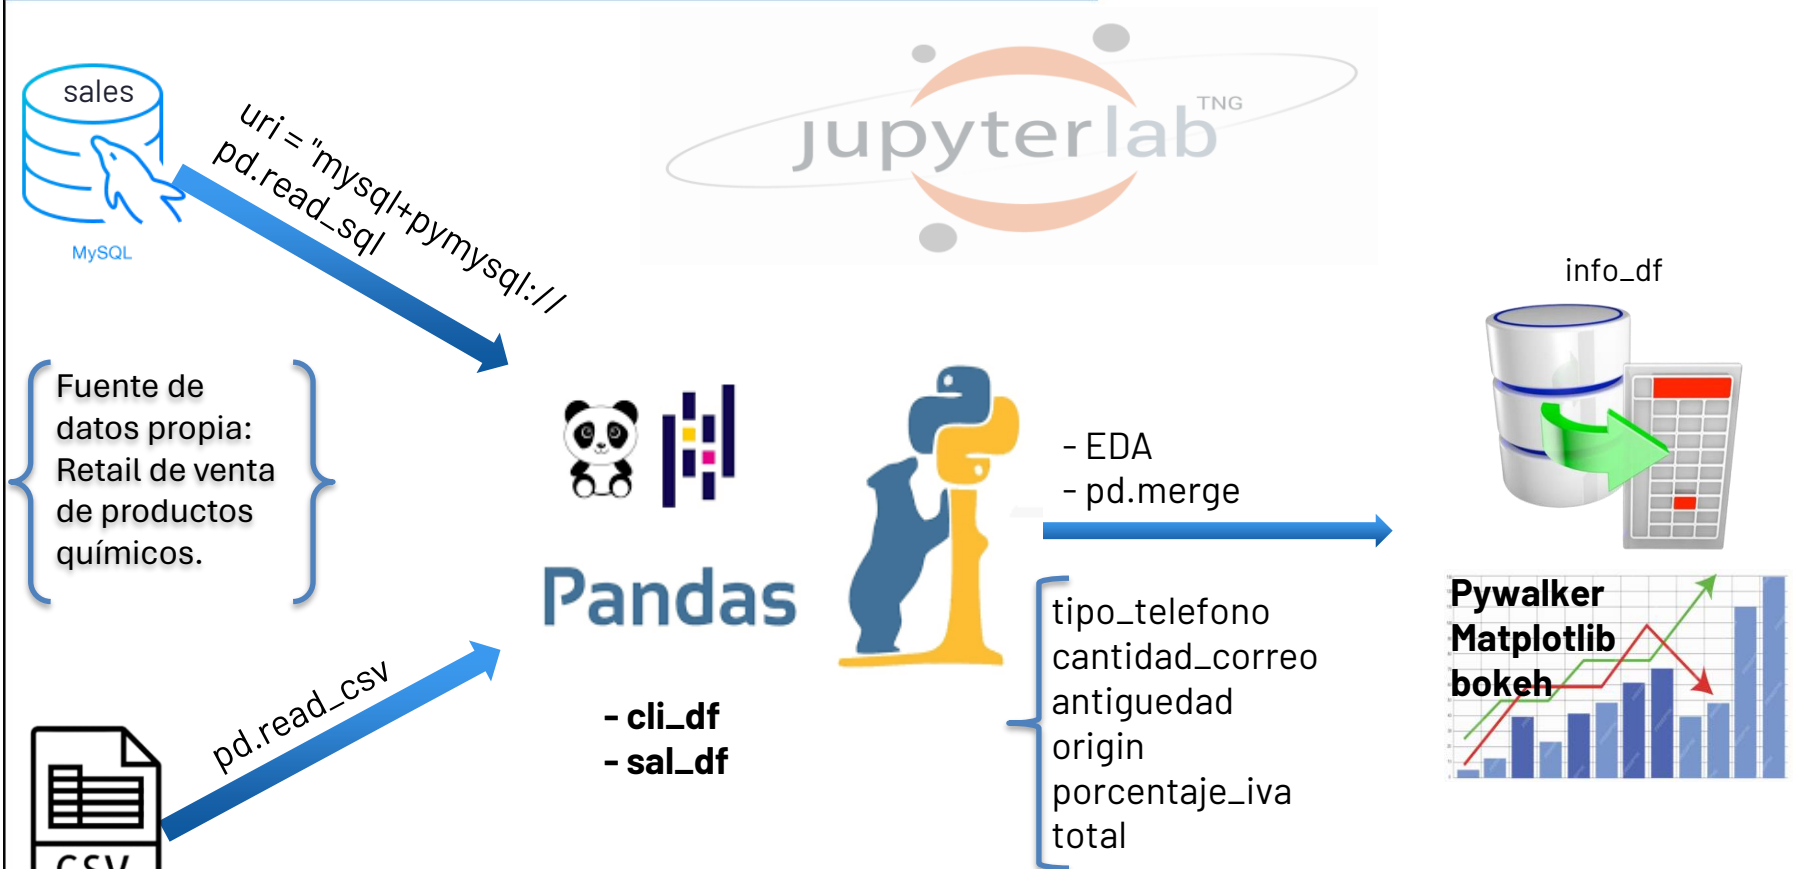 sales
MySQL
uri = "mysql+pymysql://
pd.read_sql
jupyterlab TNG
info_df
Fuente de
datos propia:
Retail de venta
de productos
químicos.
Pandas
- cli_df
- sal_df
- EDA
- pd.merge
tipo_telefono
cantidad_correo
antiguedad
origin
porcentaje_iva
total
Pywalker
Matplotlib
bokeh
pd.read_csv
CSV